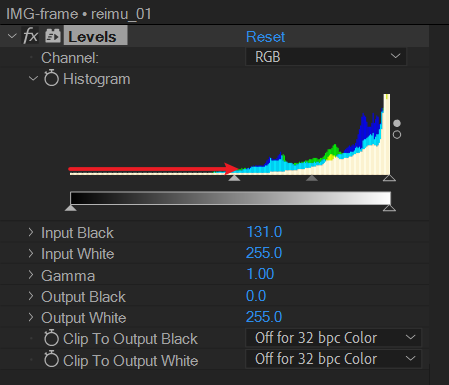 IMG-frame • reimu_01
fx Levels Reset
Channel: RGB
Histogram
Input Black 131.0
Input White 255.0
Gamma 1.00
Output Black 0.0
Output White 255.0
Clip To Output Black Off for 32 bpc Color
Clip To Output White Off for 32 bpc Color